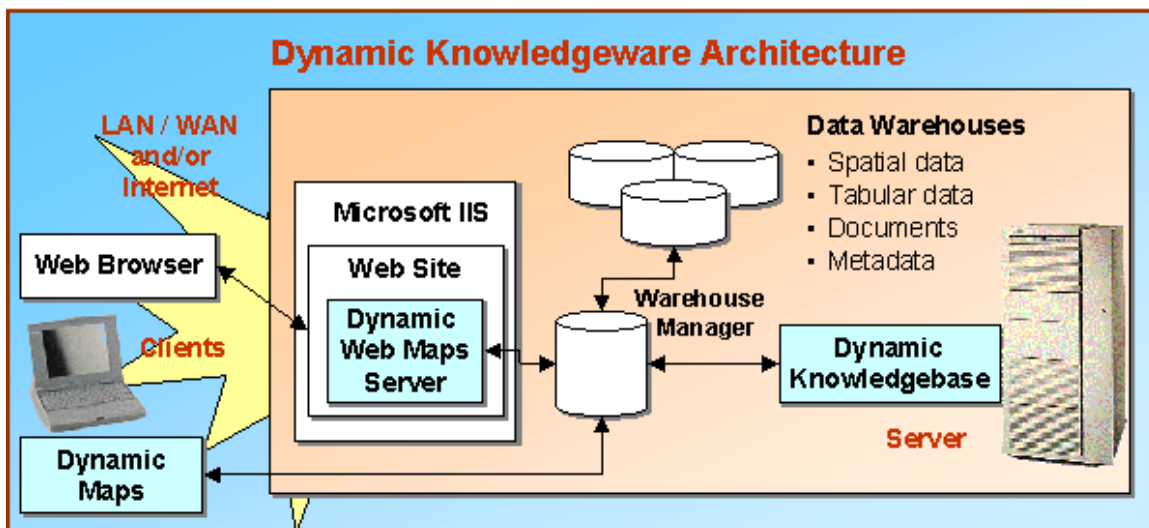 Dynamic Knowledgeware Architecture
LAN / WAN
and/or
Internet
Data Warehouses
▪ Spatial data
▪ Tabular data
▪ Documents
▪ Metadata
Microsoft IIS
Web Browser
Web Site
Warehouse
Manager
Dynamic
Web Maps
Server
Clients
Dynamic
Knowledgebase
Server
Dynamic
Maps